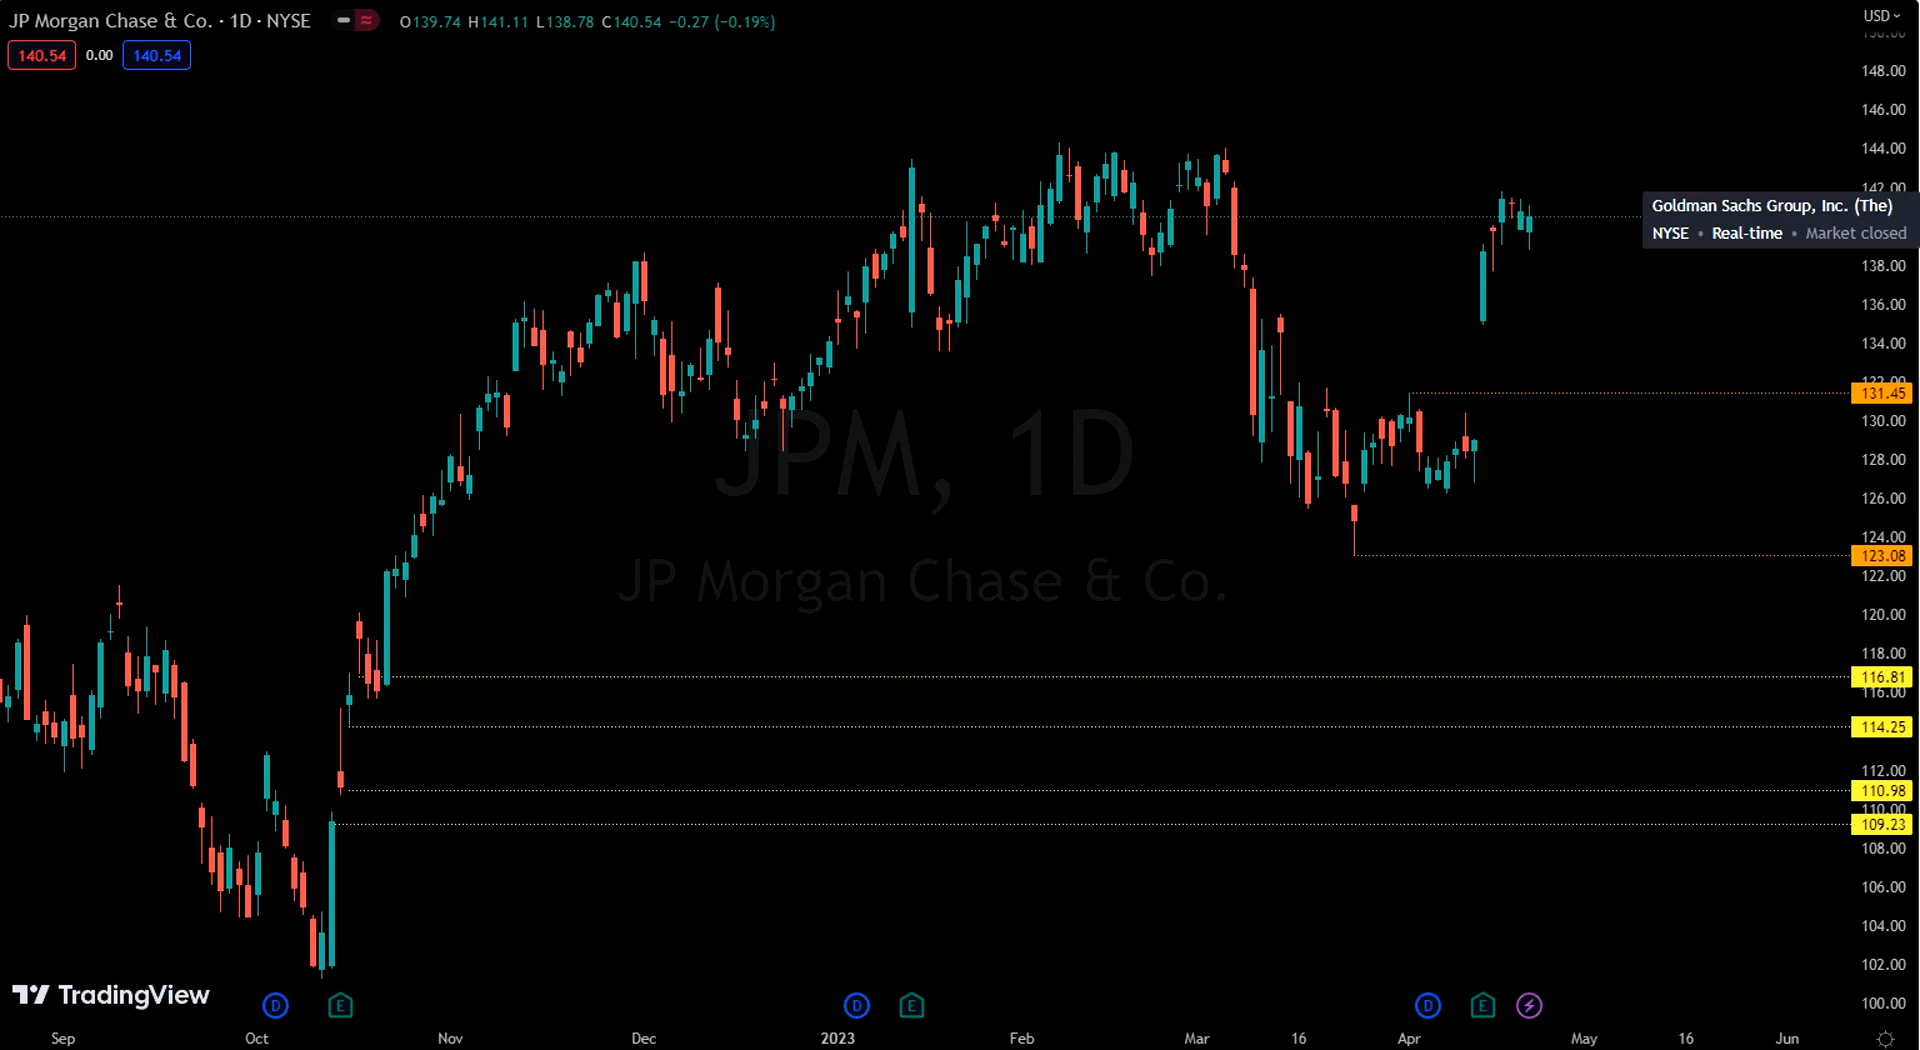 JP Morgan Chase & Co. · 1D · NYSE O139.74 H141.11 L138.78 C140.54 −0.27 (−0.19%)
USD
140.54 0.00 140.54
148.00
146.00
144.00
142.00
Goldman Sachs Group, Inc. (The)
NYSE • Real-time • Market closed
138.00
136.00
134.00
131.45
130.00
128.00
126.00
124.00
123.08
122.00
120.00
118.00
116.81
116.00
114.25
112.00
110.98
110.00
109.23
108.00
106.00
104.00
102.00
100.00
JPM, 1D
JP Morgan Chase & Co.
TradingView
D E D E D E
Sep Oct Nov Dec 2023 Feb Mar 16 Apr May 16 Jun